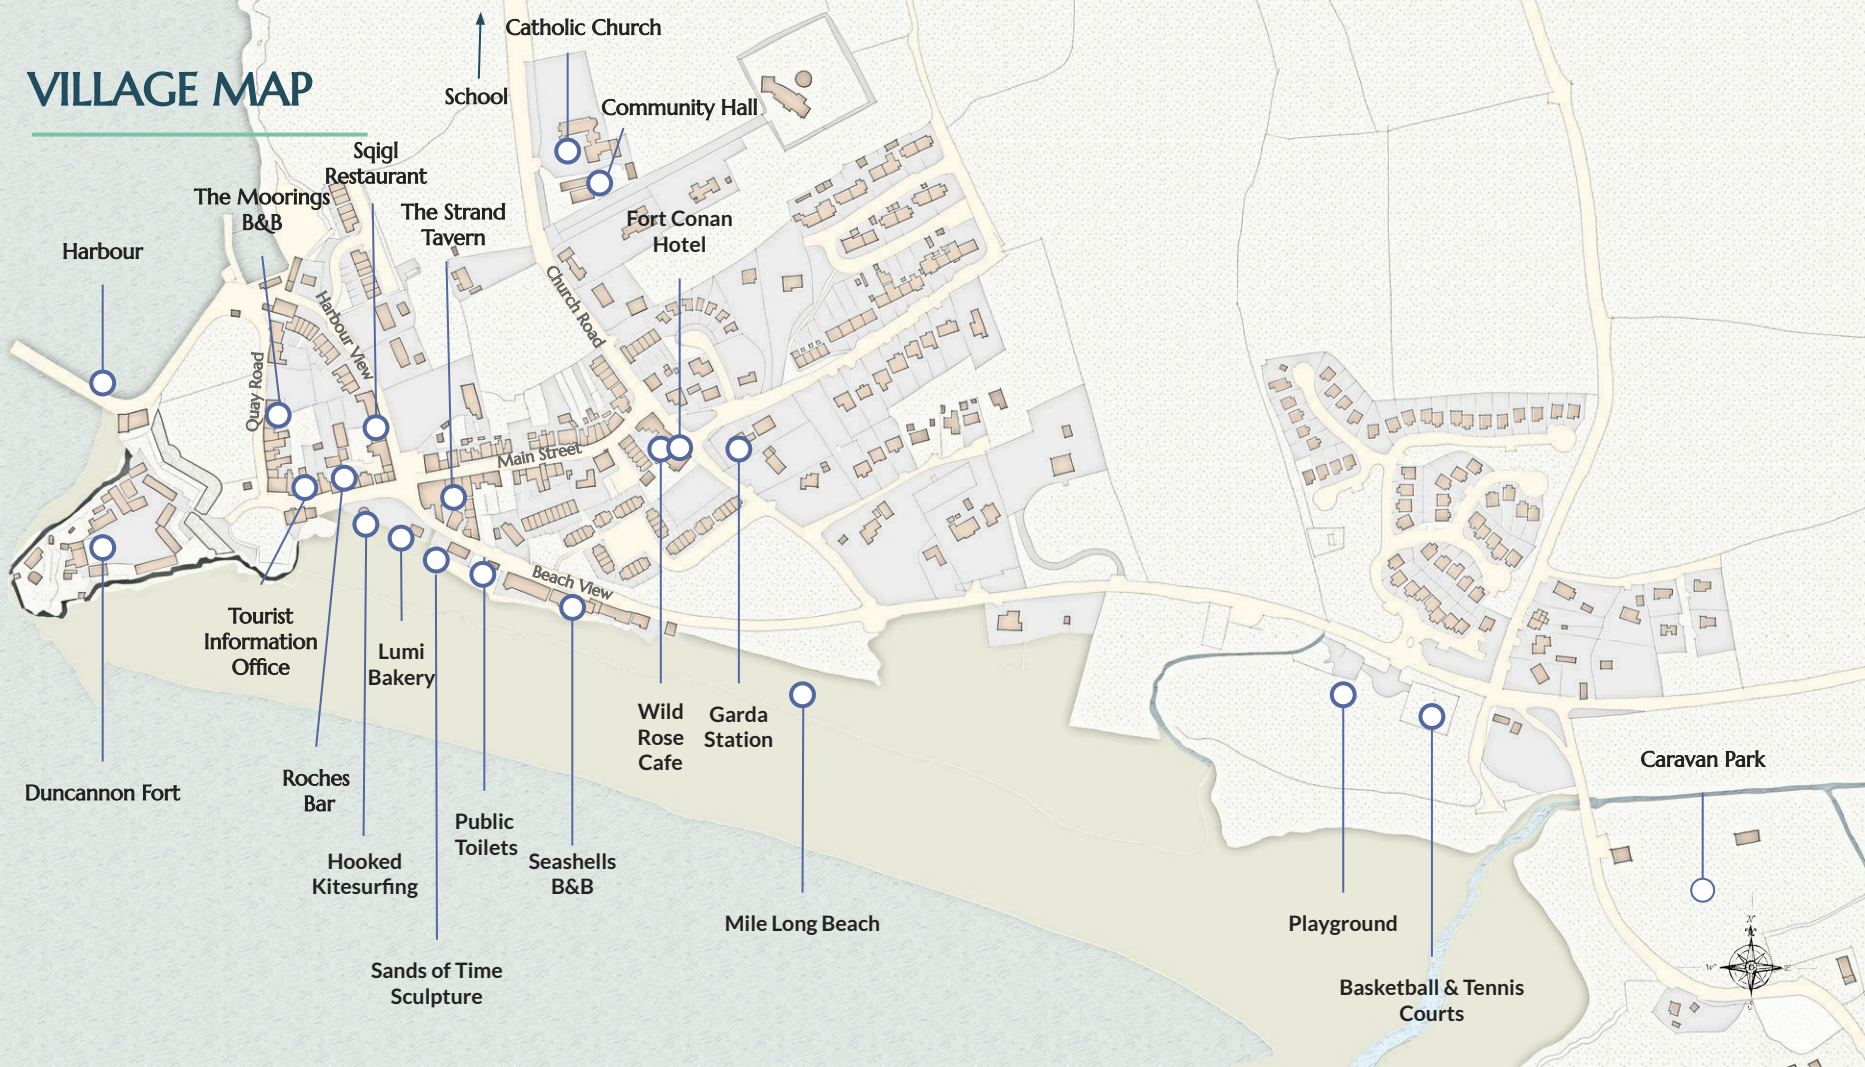 VILLAGE MAP
Catholic Church
School
Community Hall
Sqigl
Restaurant
The Moorings
B&B
The Strand
Tavern
Fort Conan
Hotel
Harbour
Church Road
Harbour View
Quay Road
Main Street
Beach View
Tourist
Information
Office
Lumi
Bakery
Wild
Rose
Cafe
Garda
Station
Duncannon Fort
Roches
Bar
Public
Toilets
Hooked
Kitesurfing
Seashells
B&B
Mile Long Beach
Sands of Time
Sculpture
Playground
Basketball & Tennis
Courts
Caravan Park
N
W
E
S